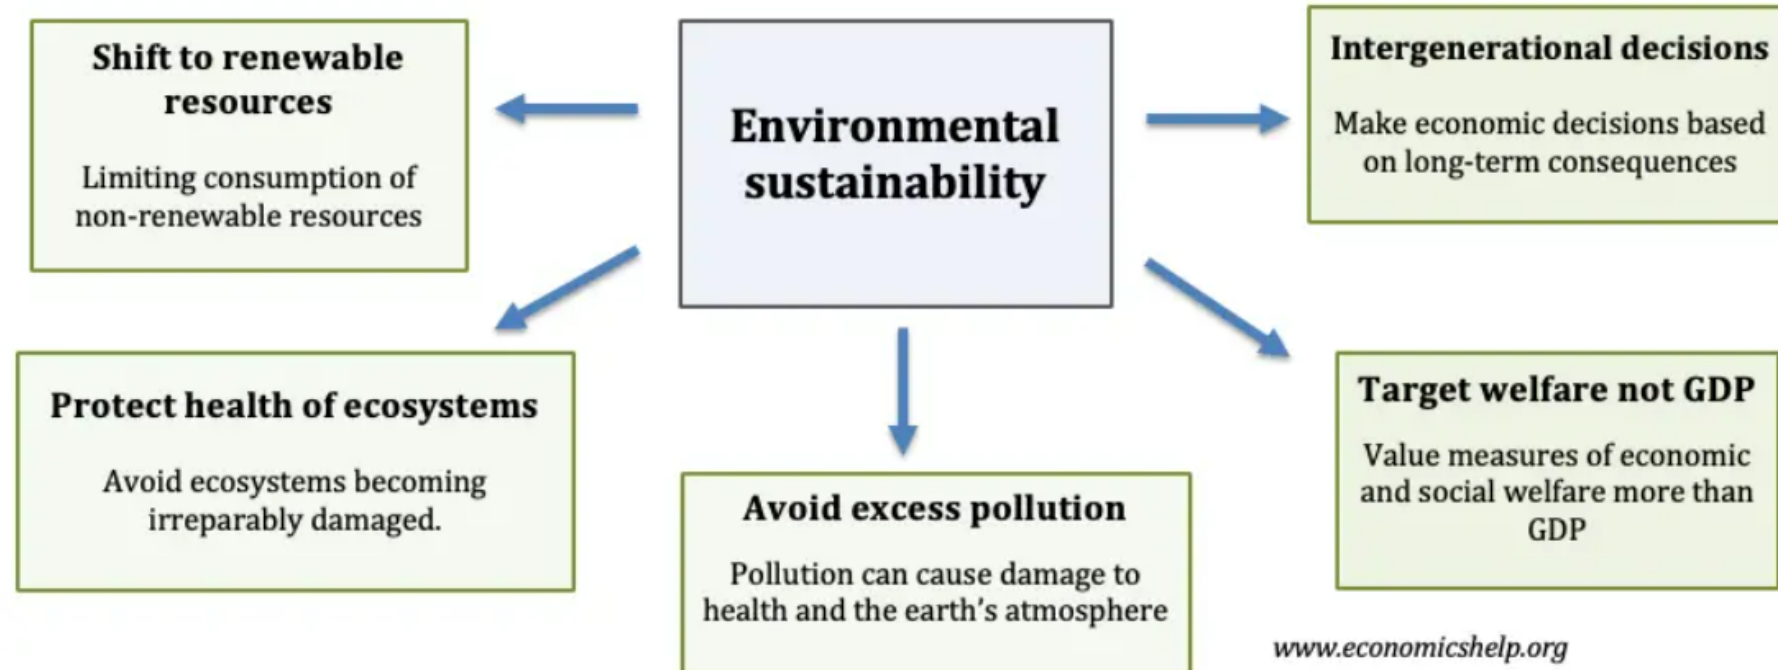 Shift to renewable
resources
Limiting consumption of
non-renewable resources
Environmental
sustainability
Intergenerational decisions
Make economic decisions based
on long-term consequences
Protect health of ecosystems
Avoid ecosystems becoming
irreparably damaged.
Avoid excess pollution
Pollution can cause damage to
health and the earth’s atmosphere
Target welfare not GDP
Value measures of economic
and social welfare more than
GDP
www.economicshelp.org